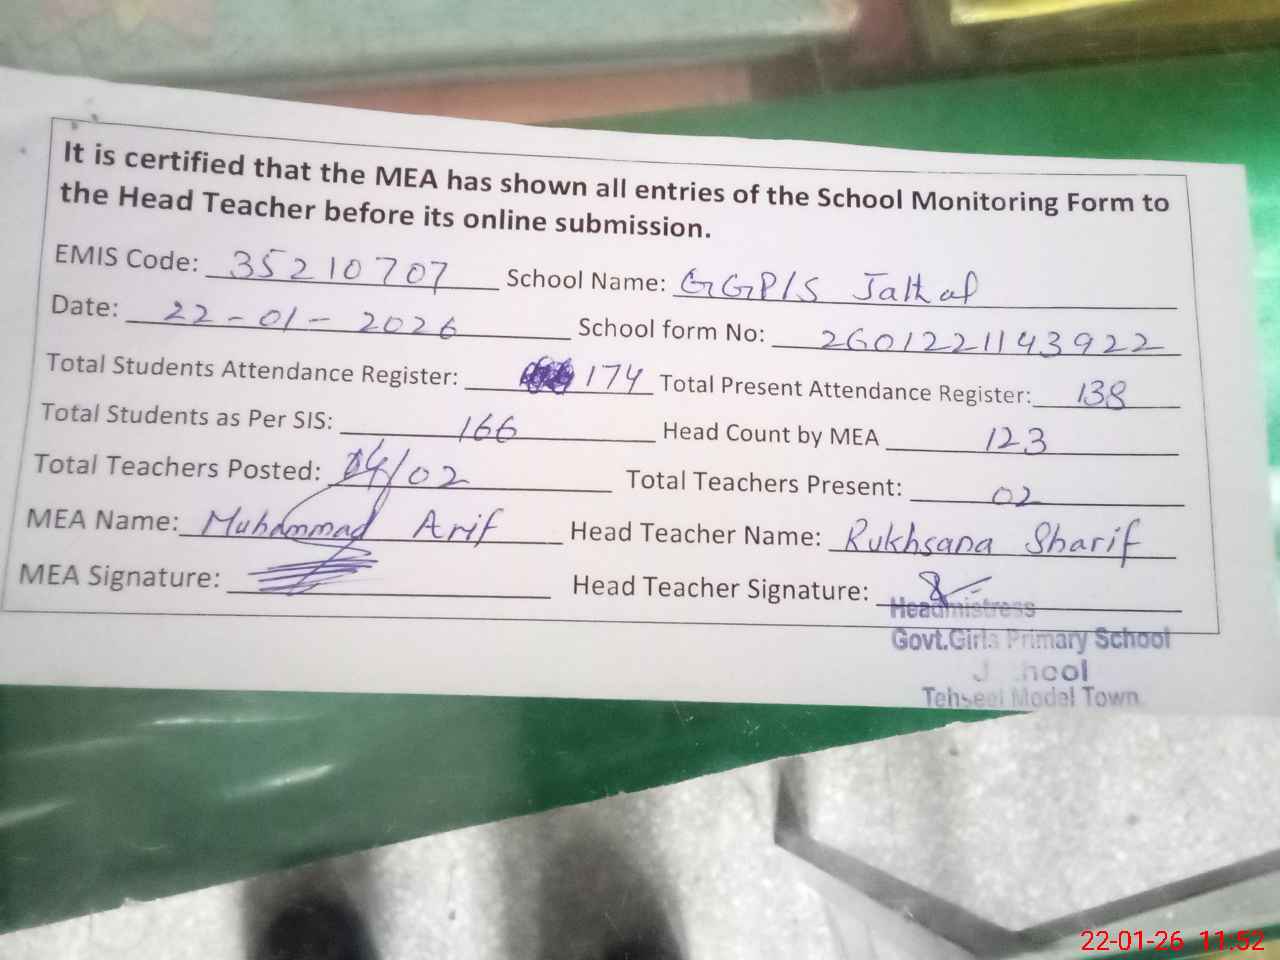 It is certified that the MEA has shown all entries of the School Monitoring Form to
the Head Teacher before its online submission.
EMIS Code: 35210707 School Name: GGP/S Jalkaf
Date: 22-01-2026 School form No: 2601221143922
Total Students Attendance Register: 174 Total Present Attendance Register: 138
Total Students as Per SIS: 166 Head Count by MEA 123
Total Teachers Posted: 04/02 Total Teachers Present: 02
MEA Name: Muhammad Arif Head Teacher Name: Rukhsana Sharif
MEA Signature: Head Teacher Signature:
Headmistress
Govt.Girls Primary School
Tehseel Model Town
22-01-26 11:52